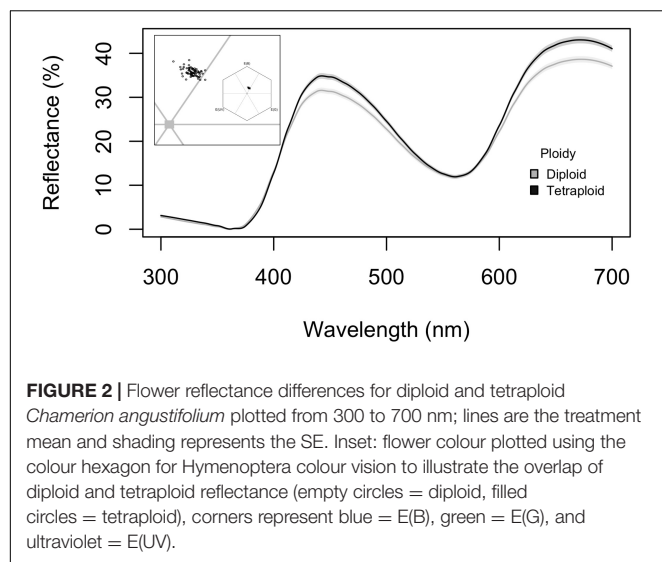 Reflectance (%)
0
10
20
30
40
E(B)
E(UV)
E(G)
Ploidy
Diploid
Tetraploid
300
400
500
600
700
Wavelength (nm)
FIGURE 2 | Flower reflectance differences for diploid and tetraploid
Chamerion angustifolium plotted from 300 to 700 nm; lines are the treatment
mean and shading represents the SE. Inset: flower colour plotted using the
colour hexagon for Hymenoptera colour vision to illustrate the overlap of
diploid and tetraploid reflectance (empty circles = diploid, filled
circles = tetraploid), corners represent blue = E(B), green = E(G), and
ultraviolet = E(UV).